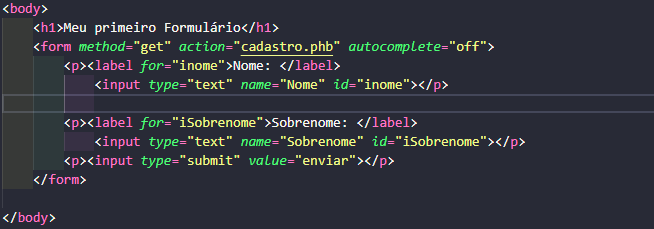 <body>
<h1>Meu primeiro Formulário</h1>
<form method="get" action="cadastro.phb" autocomplete="off">
<p><label for="inome">Nome: </label>
<input type="text" name="Nome" id="inome"></p>
<p><label for="iSobrenome">Sobrenome: </label>
<input type="text" name="Sobrenome" id="iSobrenome"></p>
<p><input type="submit" value="enviar"></p>
</form>
</body>